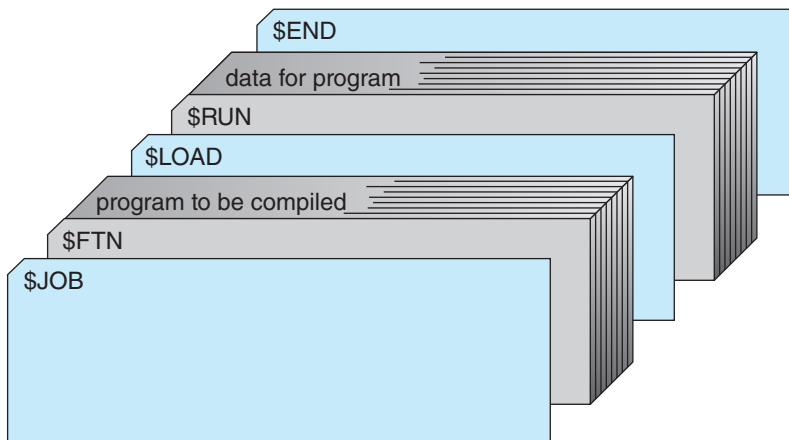 $END
data for program
$RUN
$LOAD
program to be compiled
$FTN
$JOB